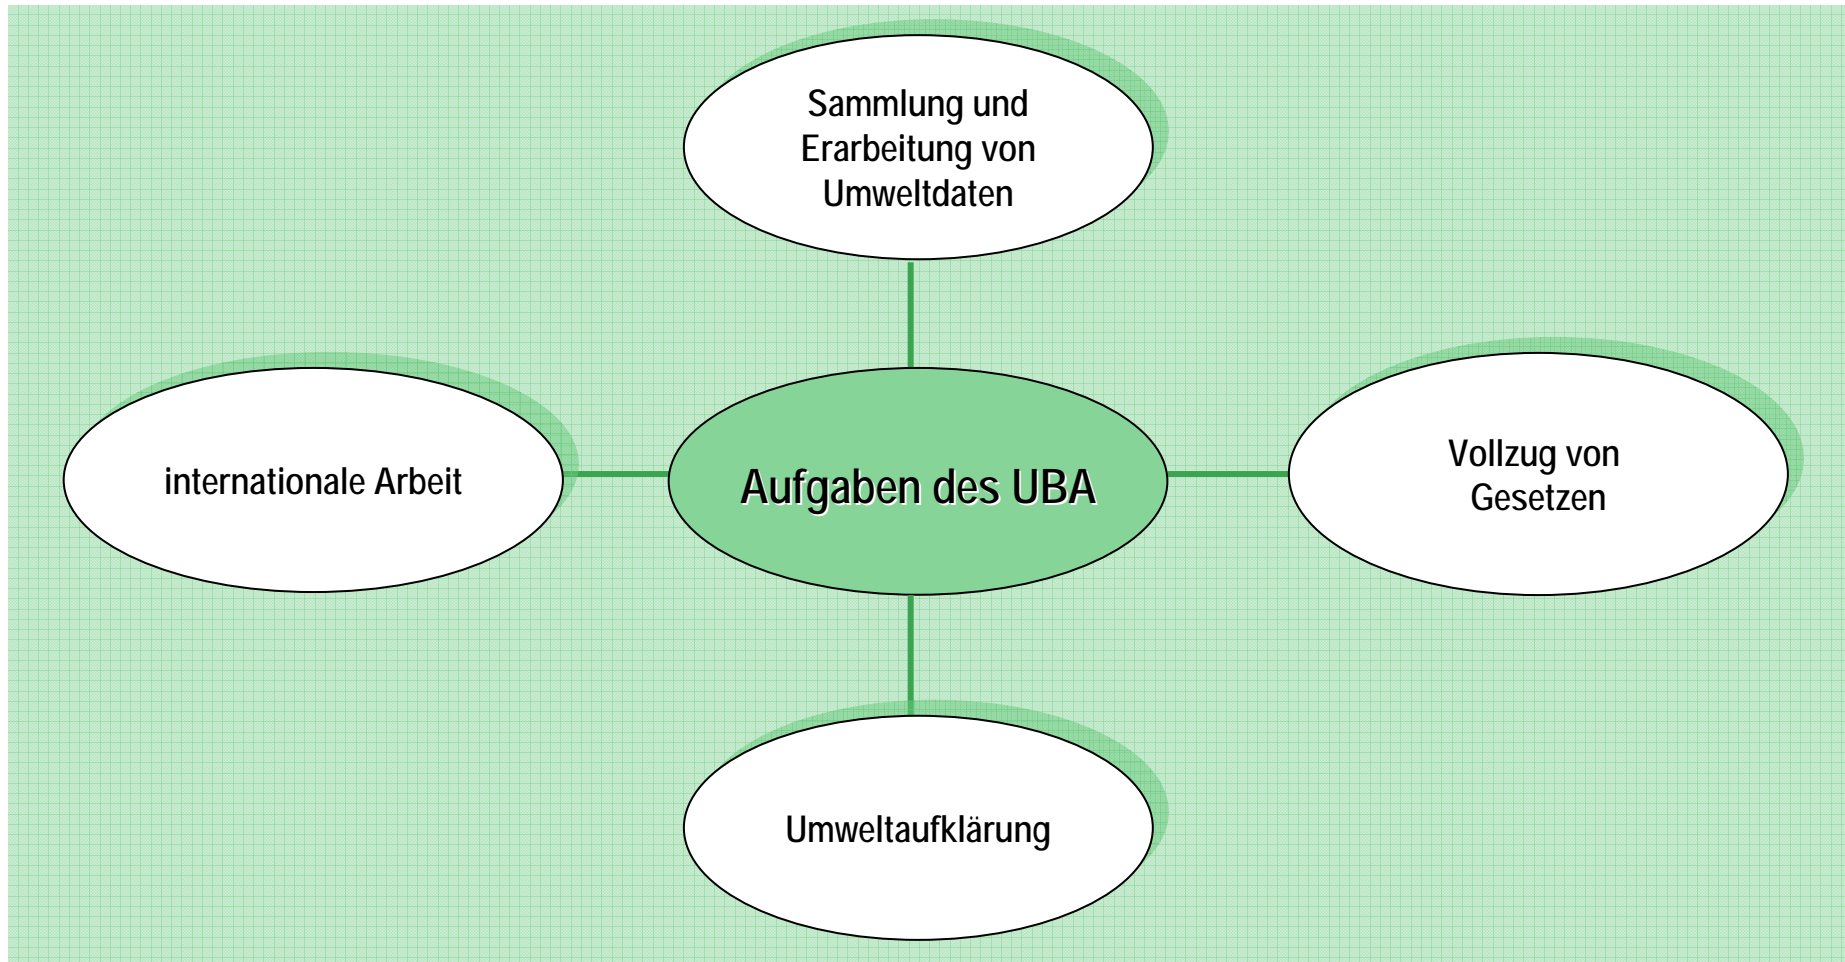 Sammlung und
Erarbeitung von
Umweltdaten
internationale Arbeit
Aufgaben des UBA
Vollzug von
Gesetzen
Umweltaufklärung